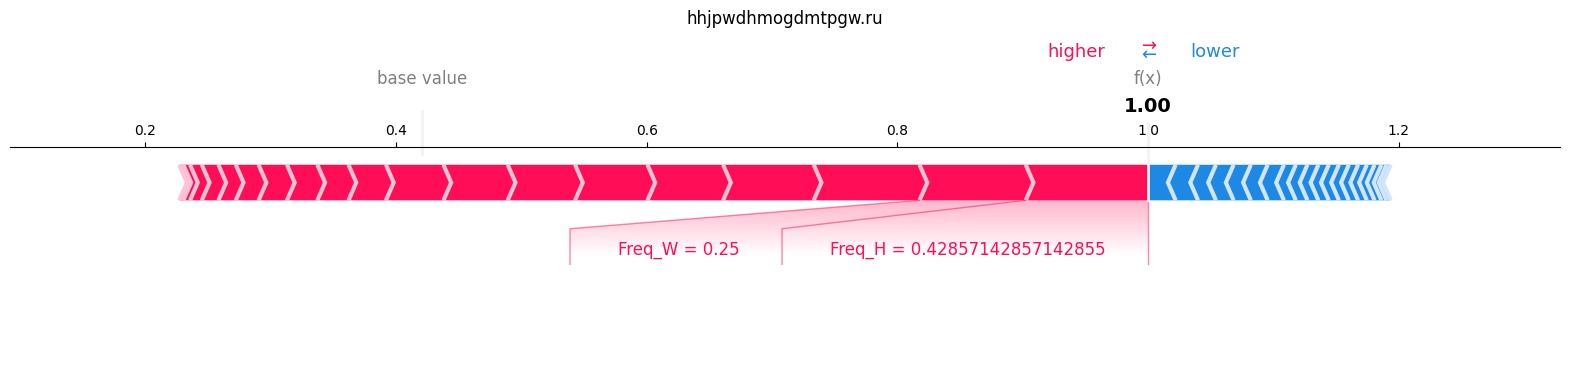 hhjpwdhmogdmtpgw.ru
higher ⇄ lower
base value f(x)
1.00
0.2 0.4 0.6 0.8 1.0 1.2
Freq_W = 0.25 Freq_H = 0.42857142857142855